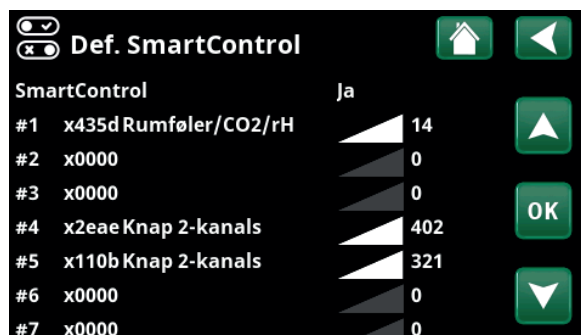 Def. SmartControl
SmartControl Ja
#1 x435d Rumføler/CO2/rH 14
#2 x0000 0
#3 x0000 0
#4 x2eae Knap 2-kanals 402
#5 x110b Knap 2-kanals 321
#6 x0000 0
#7 x0000 0
OK